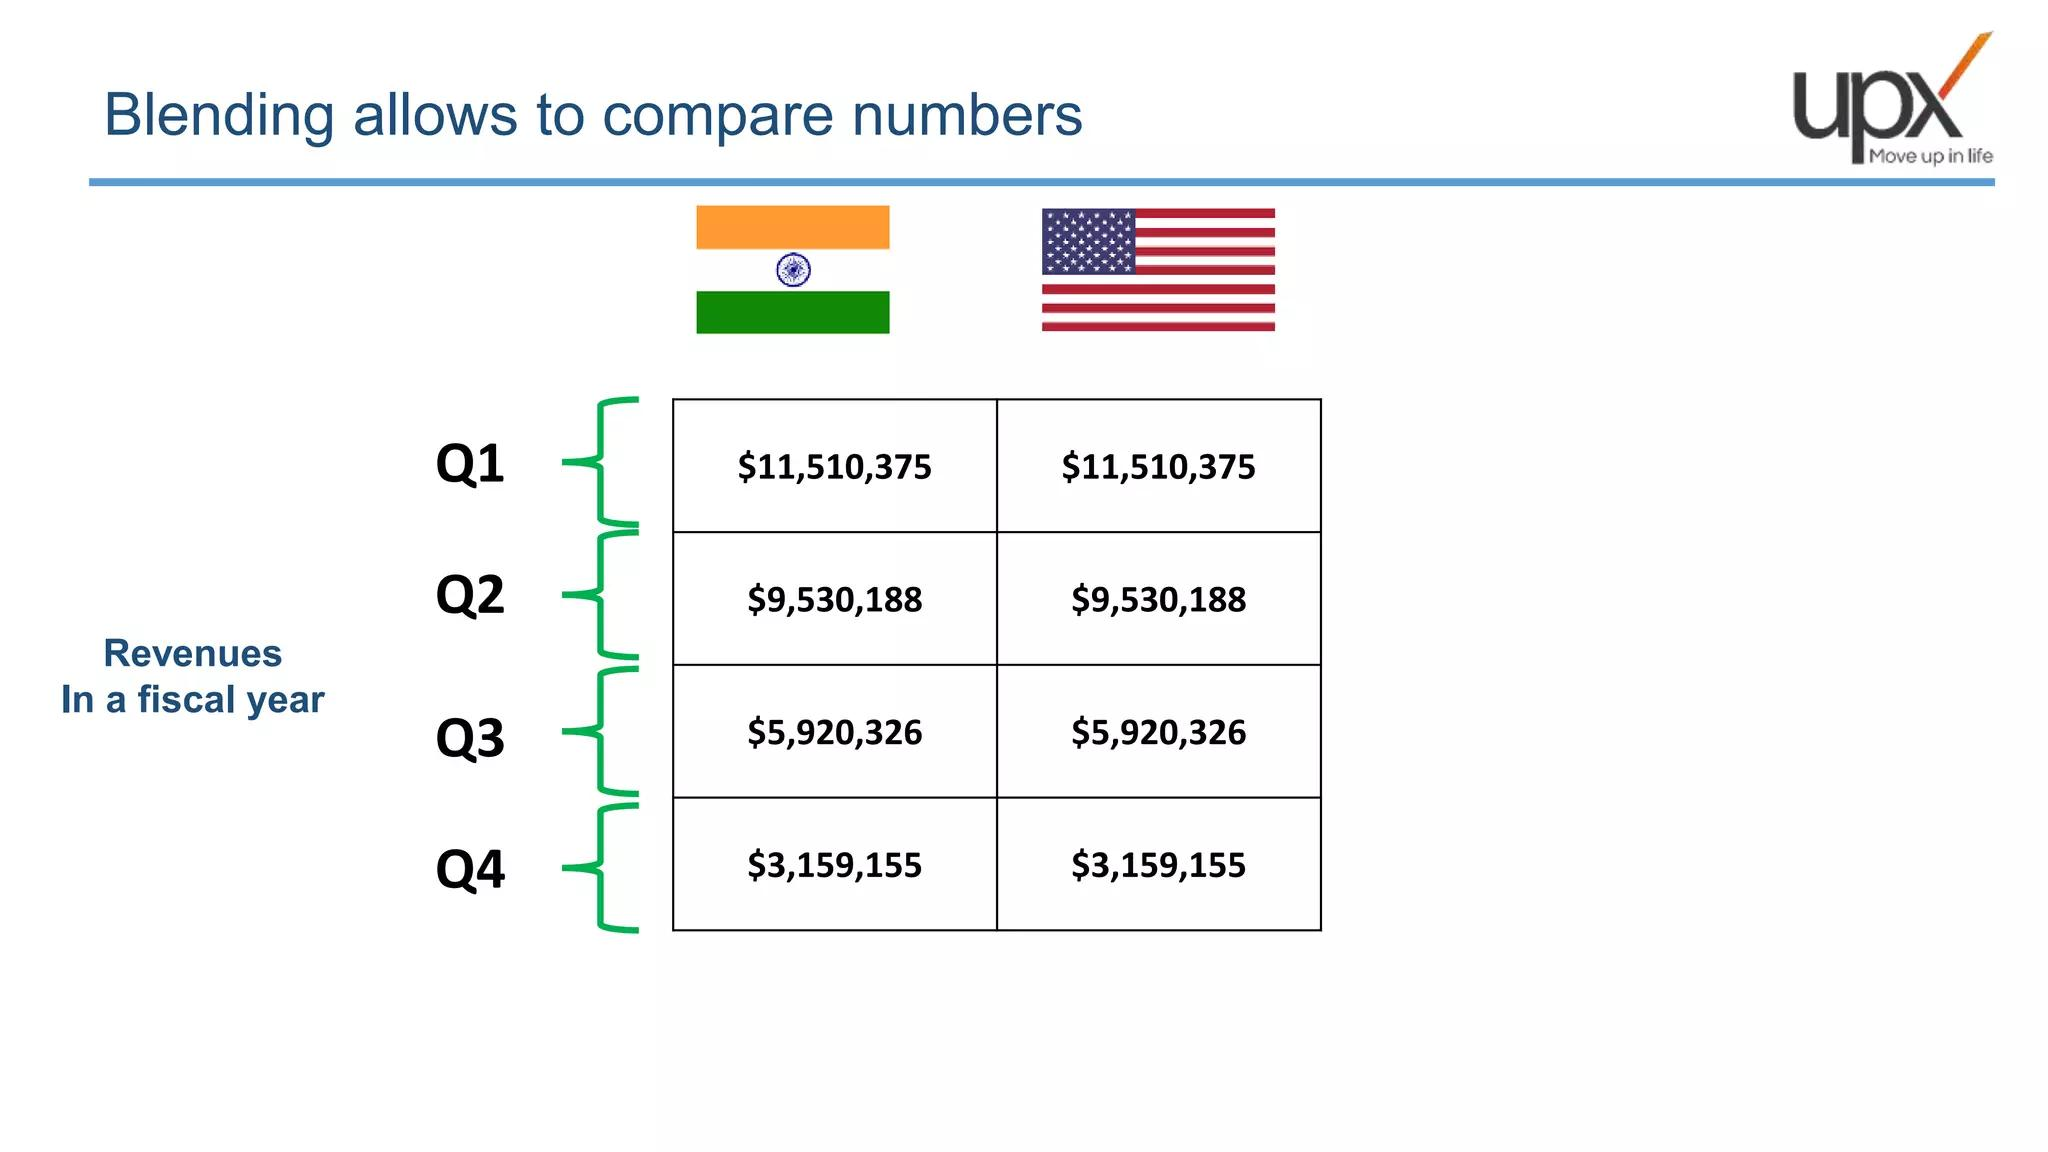 Blending allows to compare numbers
upx
Move up in life
Q1 $11,510,375 $11,510,375
Q2 $9,530,188 $9,530,188
Revenues
In a fiscal year
Q3 $5,920,326 $5,920,326
Q4 $3,159,155 $3,159,155